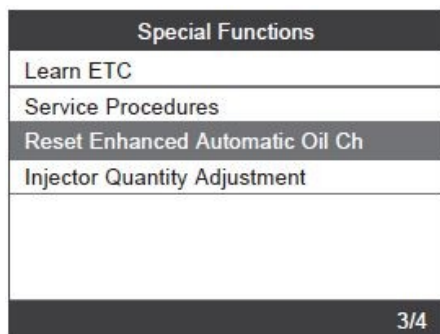 Special Functions
Learn ETC
Service Procedures
Reset Enhanced Automatic Oil Ch
Injector Quantity Adjustment
3/4